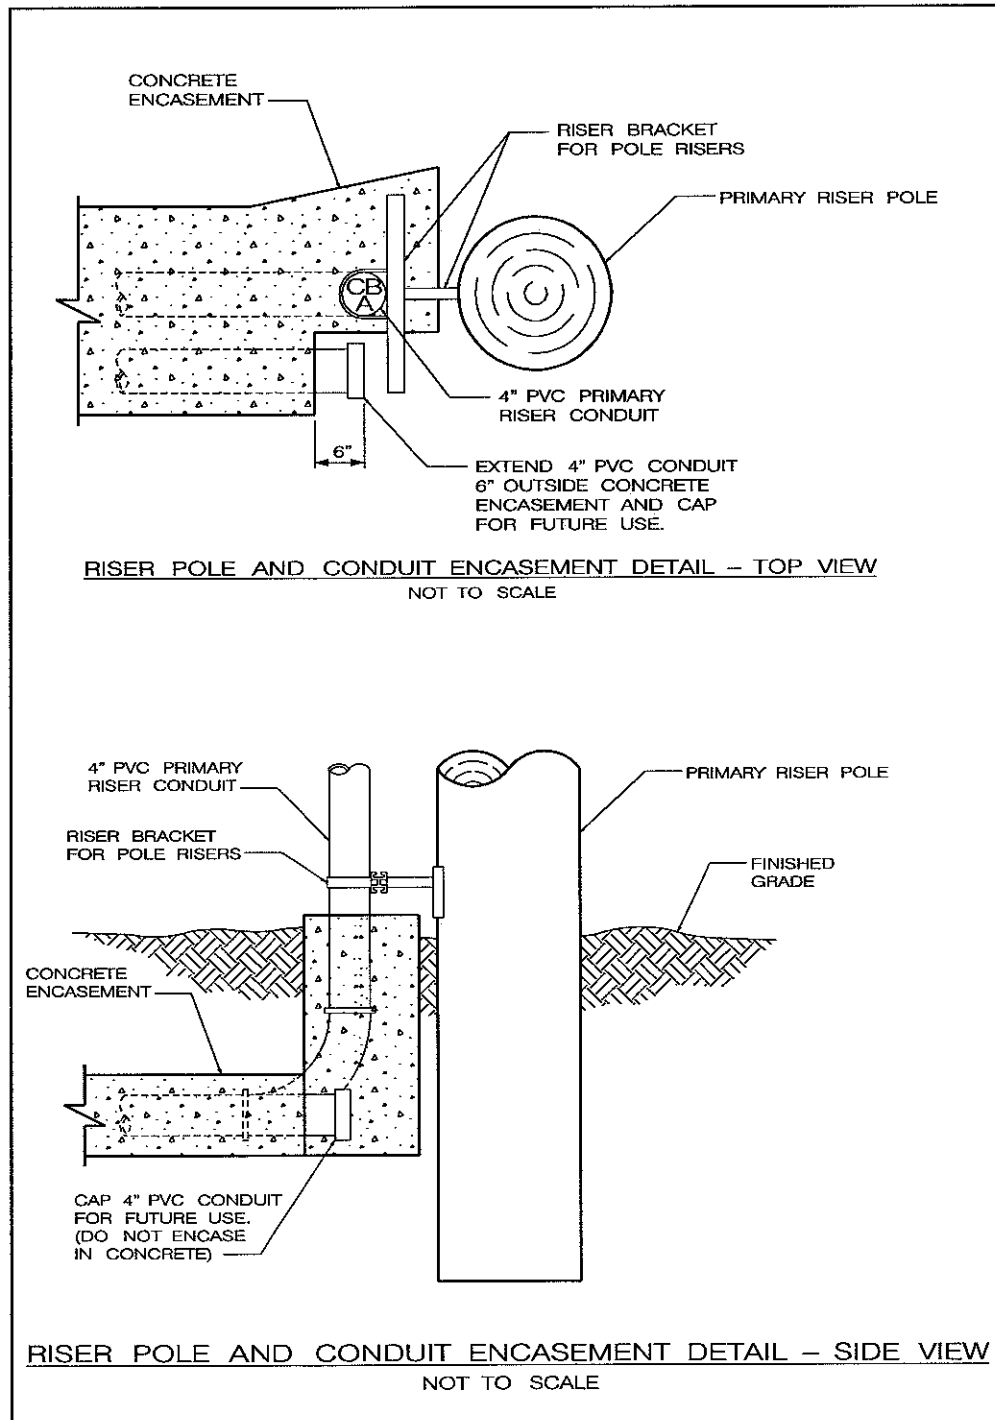 CONCRETE
ENCASEMENT
RISER BRACKET
FOR POLE RISERS
PRIMARY RISER POLE
CB
A
4" PVC PRIMARY
RISER CONDUIT
6"
EXTEND 4" PVC CONDUIT
6" OUTSIDE CONCRETE
ENCASEMENT AND CAP
FOR FUTURE USE.
RISER POLE AND CONDUIT ENCASEMENT DETAIL – TOP VIEW
NOT TO SCALE
4" PVC PRIMARY
RISER CONDUIT
PRIMARY RISER POLE
RISER BRACKET
FOR POLE RISERS
FINISHED
GRADE
CONCRETE
ENCASEMENT
CAP 4" PVC CONDUIT
FOR FUTURE USE.
(DO NOT ENCASE
IN CONCRETE)
RISER POLE AND CONDUIT ENCASEMENT DETAIL – SIDE VIEW
NOT TO SCALE